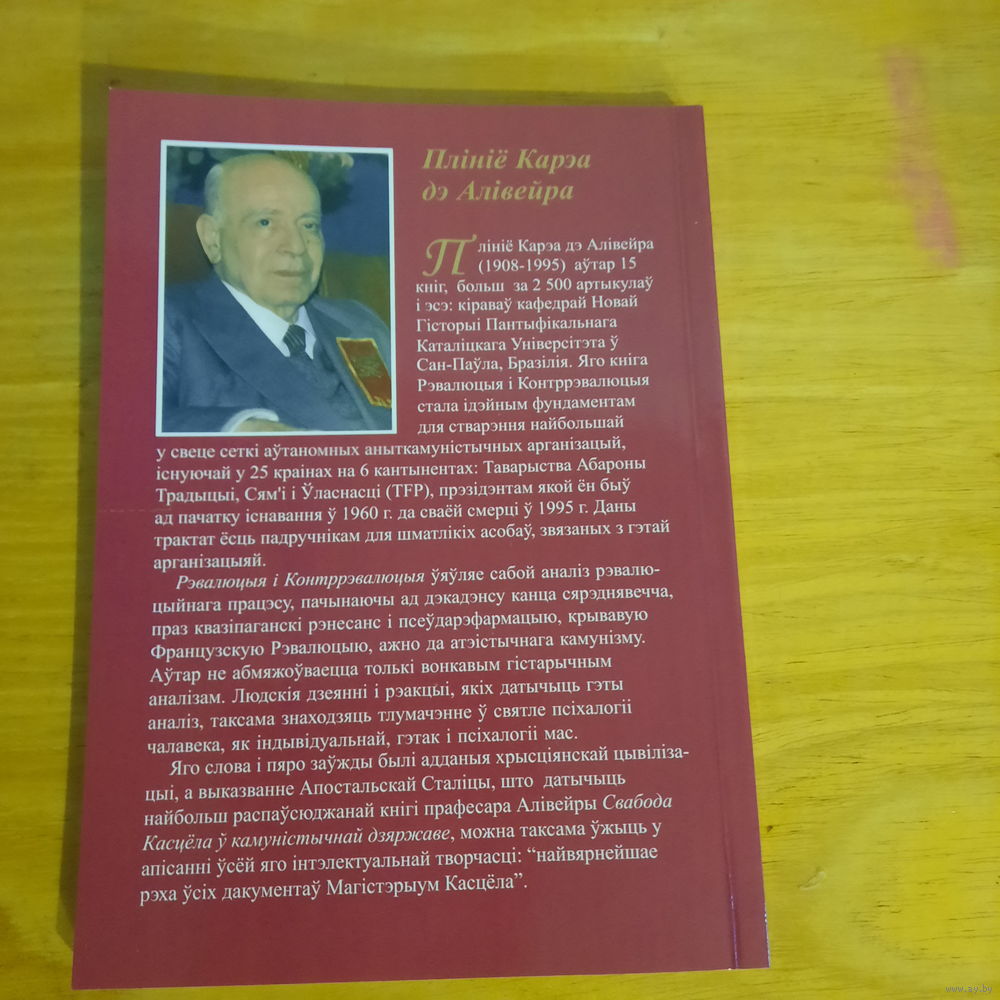 Плініё Карэа
дэ Алівейра
Плініё Карэа дэ Алівейра
(1908-1995) аўтар 15
кніг, больш за 2 500 артыкулаў
і эсэ: кіраваў кафедрай Новай
Гісторыі Пантыфікальнага
Каталіцкага Універсітэта ў
Сан-Паўла, Бразілія. Яго кніга
Рэвалюцыя і Контррэвалюцыя
стала ідэйным фундаментам
для стварэння найбольшай
у свеце сеткі аўтаномных аныткамуністычных арганізацый,
існуючай у 25 краінах на 6 кантынентах: Таварыства Абароны
Традыцыі, Сям'і і Ўласнасці (TFP), прэзідэнтам якой ён быў
ад пачатку існавання ў 1960 г. да сваёй смерці ў 1995 г. Даны
трактат ёсць падручнікам для шматлікіх асобаў, звязаных з гэтай
арганізацыяй.
Рэвалюцыя і Контррэвалюцыя ўяўляе сабой аналіз рэвалю-
цыйнага працэсу, пачынаючы ад дэкадэнсу канца сярэднявечча,
праз квазіпаганскі рэнесанс і псеўдарэфармацыю, крывавую
Французскую Рэвалюцыю, ажно да атэістычнага камунізму.
Аўтар не абмяжоўваецца толькі вонкавым гістарычным
аналізам. Людскія дзеянні і рэакцыі, якіх датычыць гэты
аналіз, таксама знаходзяць тлумачэнне ў святле псіхалогіі
чалавека, як індывідуальнай, гэтак і псіхалогіі мас.
Яго слова і пяро заўжды былі адданыя хрысціянскай цывіліза-
цыі, а выказванне Апостальскай Сталіцы, што датычыць
найбольш распаўсюджанай кнігі прафесара Алівейры Свабода
Касцёла ў камуністычнай дзяржаве, можна таксама ўжыць у
апісанні ўсёй яго інтэлектуальнай творчасці: “найвярнейшае
рэха ўсіх дакументаў Магістэрыум Касцёла”.
www.ay.by